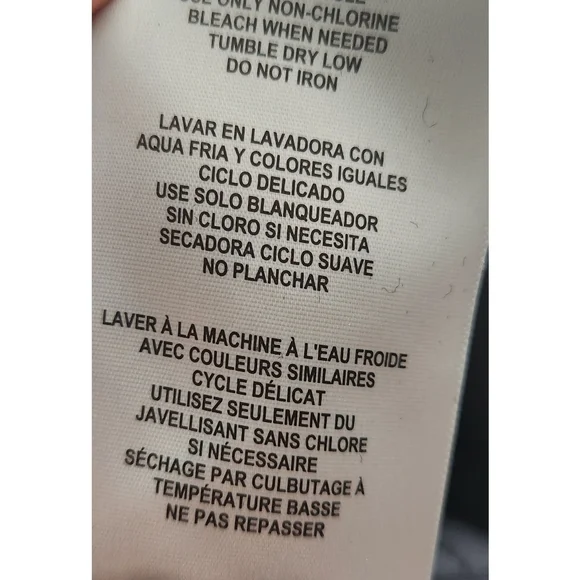 ONLY NON-CHLORINE
BLEACH WHEN NEEDED
TUMBLE DRY LOW
DO NOT IRON
LAVAR EN LAVADORA CON
AQUA FRIA Y COLORES IGUALES
CICLO DELICADO
USE SOLO BLANQUEADOR
SIN CLORO SI NECESITA
SECADORA CICLO SUAVE
NO PLANCHAR
LAVER À LA MACHINE À L'EAU FROIDE
AVEC COULEURS SIMILAIRES
CYCLE DÉLICAT
UTILISEZ SEULEMENT DU
JAVELLISANT SANS CHLORE
SI NÉCESSAIRE
SÉCHAGE PAR CULBUTAGE À
TEMPÉRATURE BASSE
NE PAS REPASSER